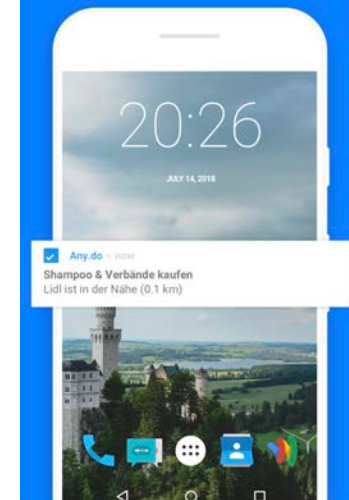 20:26
JULY 14, 2018
Any.do • now
Shampoo & Verbände kaufen
Lidl ist in der Nähe (0.1 km)